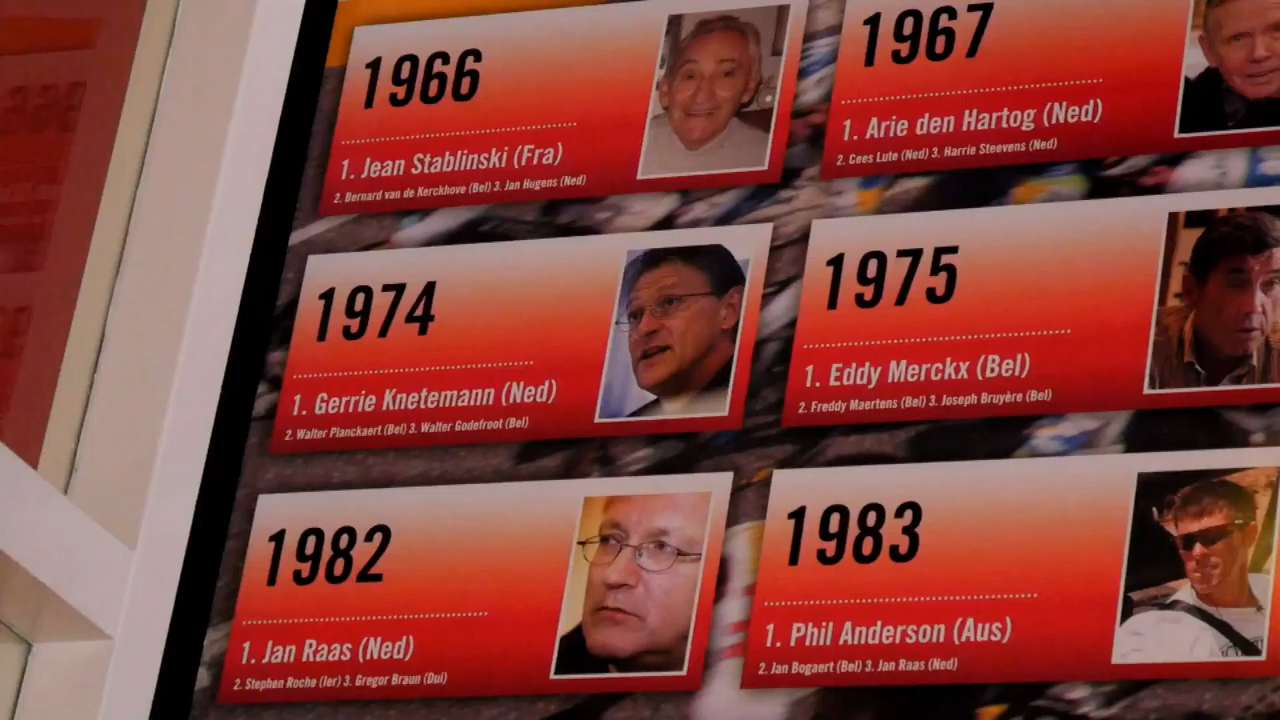 1966
1. Jean Stablinski (Fra)
2. Bernard van de Kerckhove (Bel) 3. Jan Hugens (Ned)
1967
1. Arie den Hartog (Ned)
2. Cees Lute (Ned) 3. Harrie Steevens (Ned)
1974
1. Gerrie Knetemann (Ned)
2. Walter Planckaert (Bel) 3. Walter Godefroot (Bel)
1975
1. Eddy Merckx (Bel)
2. Freddy Maertens (Bel) 3. Joseph Bruyère (Bel)
1982
1. Jan Raas (Ned)
2. Stephen Roche (Ier) 3. Gregor Braun (Dui)
1983
1. Phil Anderson (Aus)
2. Jan Bogaert (Bel) 3. Jan Raas (Ned)